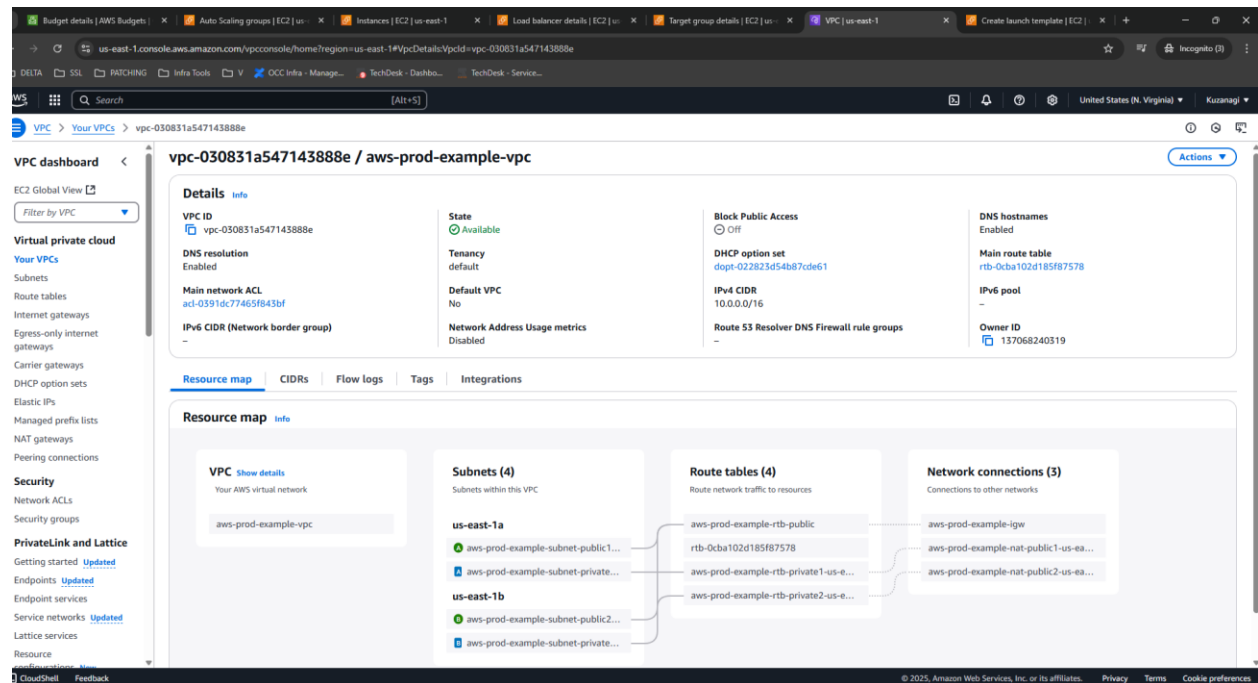 Budget details | AWS Budgets |
Auto Scaling groups | EC2 | us-
Instances | EC2 | us-east-1
Load balancer details | EC2 | us
Target group details | EC2 | us-
VPC | us-east-1
Create launch template | EC2 |
us-east-1.console.aws.amazon.com/vpcconsole/home?region=us-east-1#VpcDetails:VpcId=vpc-030831a547143888e
Incognito (3)
DELTA SSL PATCHING Infra Tools V OCC Infra - Manage... TechDesk - Dashbo... TechDesk - Service...
Search [Alt+S] United States (N. Virginia) Kuzanagi
VPC > Your VPCs > vpc-030831a547143888e
VPC dashboard
EC2 Global View
Filter by VPC
Virtual private cloud
Your VPCs
Subnets
Route tables
Internet gateways
Egress-only internet
gateways
Carrier gateways
DHCP option sets
Elastic IPs
Managed prefix lists
NAT gateways
Peering connections
Security
Network ACLs
Security groups
PrivateLink and Lattice
Getting started Updated
Endpoints Updated
Endpoint services
Service networks Updated
Lattice services
Resource
configurations New
vpc-030831a547143888e / aws-prod-example-vpc
Actions
Details Info
VPC ID
vpc-030831a547143888e
State
Available
Block Public Access
Off
DNS hostnames
Enabled
DNS resolution
Enabled
Tenancy
default
DHCP option set
dopt-022823d54b87cde61
Main route table
rtb-0cba102d185f87578
Main network ACL
acl-0391dc77465f843bf
Default VPC
No
IPv4 CIDR
10.0.0.0/16
IPv6 pool
–
IPv6 CIDR (Network border group)
–
Network Address Usage metrics
Disabled
Route 53 Resolver DNS Firewall rule groups
–
Owner ID
137068240319
Resource map CIDRs Flow logs Tags Integrations
Resource map Info
VPC Show details
Your AWS virtual network
aws-prod-example-vpc
Subnets (4)
Subnets within this VPC
us-east-1a
A aws-prod-example-subnet-public1...
A aws-prod-example-subnet-private...
us-east-1b
B aws-prod-example-subnet-public2...
B aws-prod-example-subnet-private...
Route tables (4)
Route network traffic to resources
aws-prod-example-rtb-public
rtb-0cba102d185f87578
aws-prod-example-rtb-private1-us-e...
aws-prod-example-rtb-private2-us-e...
Network connections (3)
Connections to other networks
aws-prod-example-igw
aws-prod-example-nat-public1-us-ea...
aws-prod-example-nat-public2-us-ea...
CloudShell Feedback © 2025, Amazon Web Services, Inc. or its affiliates. Privacy Terms Cookie preferences